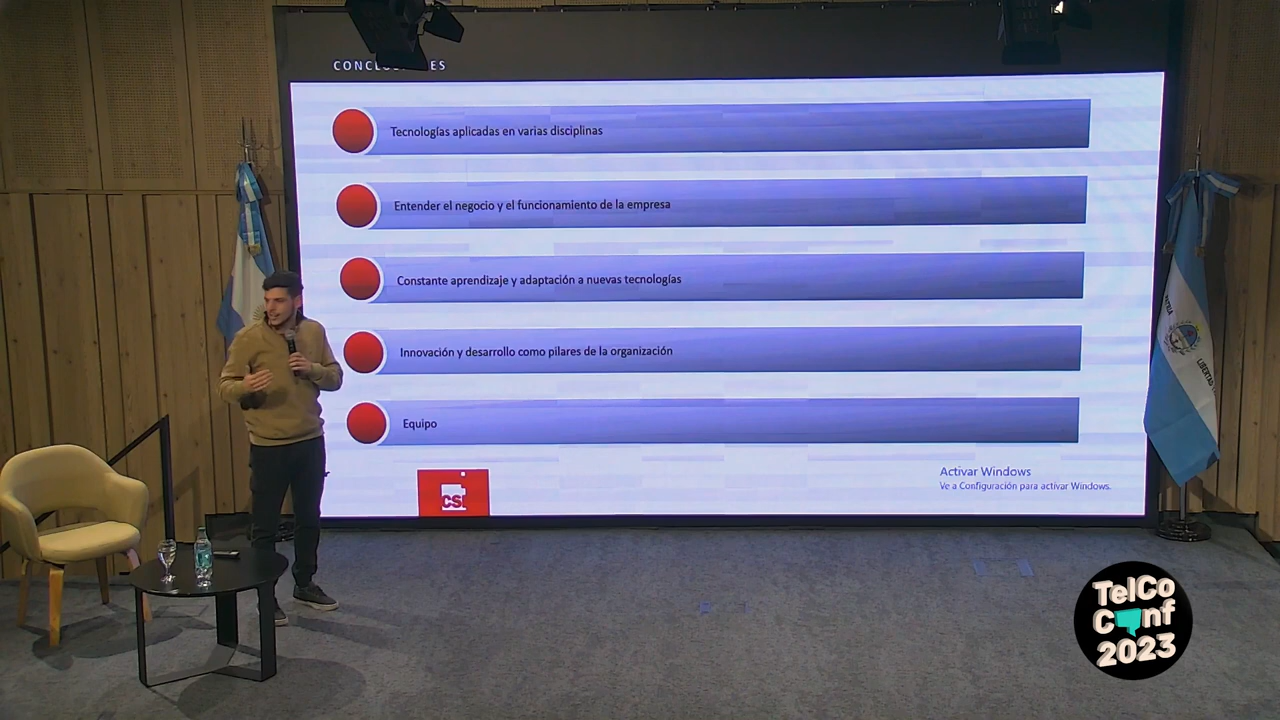 Tecnologías aplicadas en varias disciplinas
Entender el negocio y el funcionamiento de la empresa
Constante aprendizaje y adaptación a nuevas tecnologías
Innovación y desarrollo como pilares de la organización
Equipo
Activar Windows
Ve a Configuración para activar Windows.
CSI
TelCo
Conf
2023